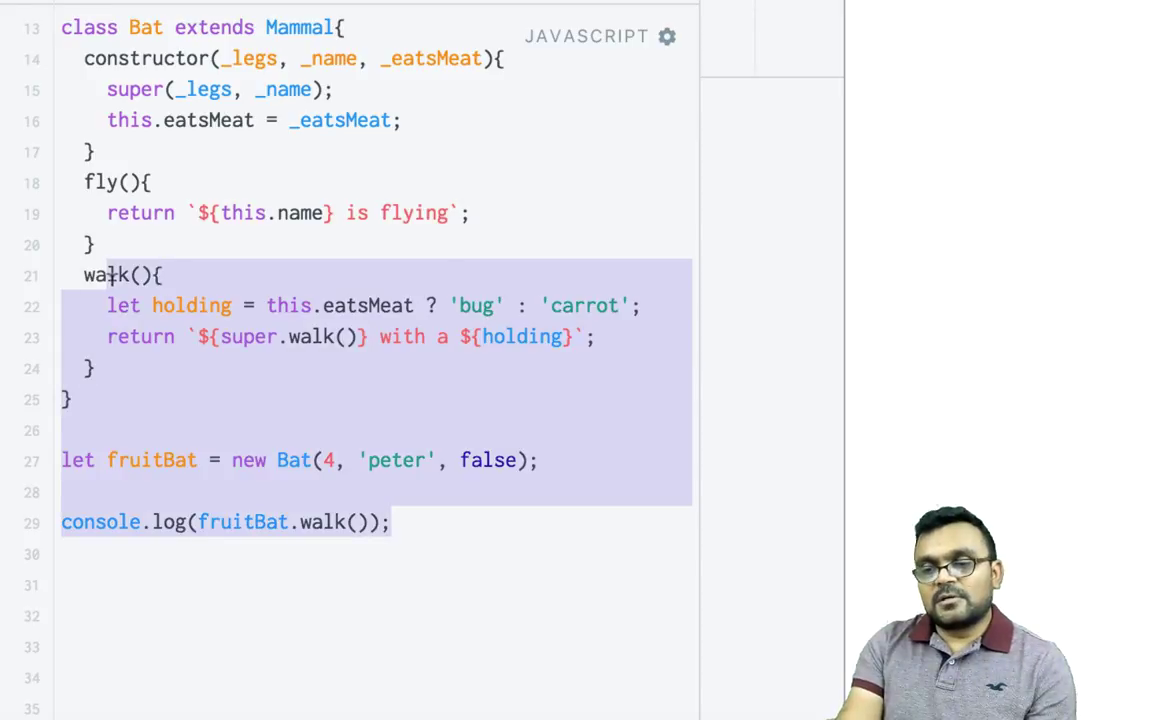 JAVASCRIPT
13 class Bat extends Mammal{
14 constructor(_legs, _name, _eatsMeat){
15 super(_legs, _name);
16 this.eatsMeat = _eatsMeat;
17 }
18 fly(){
19 return `${this.name} is flying`;
20 }
21 walk(){
22 let holding = this.eatsMeat ? 'bug' : 'carrot';
23 return `${super.walk()} with a ${holding}`;
24 }
25 }
26
27 let fruitBat = new Bat(4, 'peter', false);
28
29 console.log(fruitBat.walk());
30
31
32
33
34
35